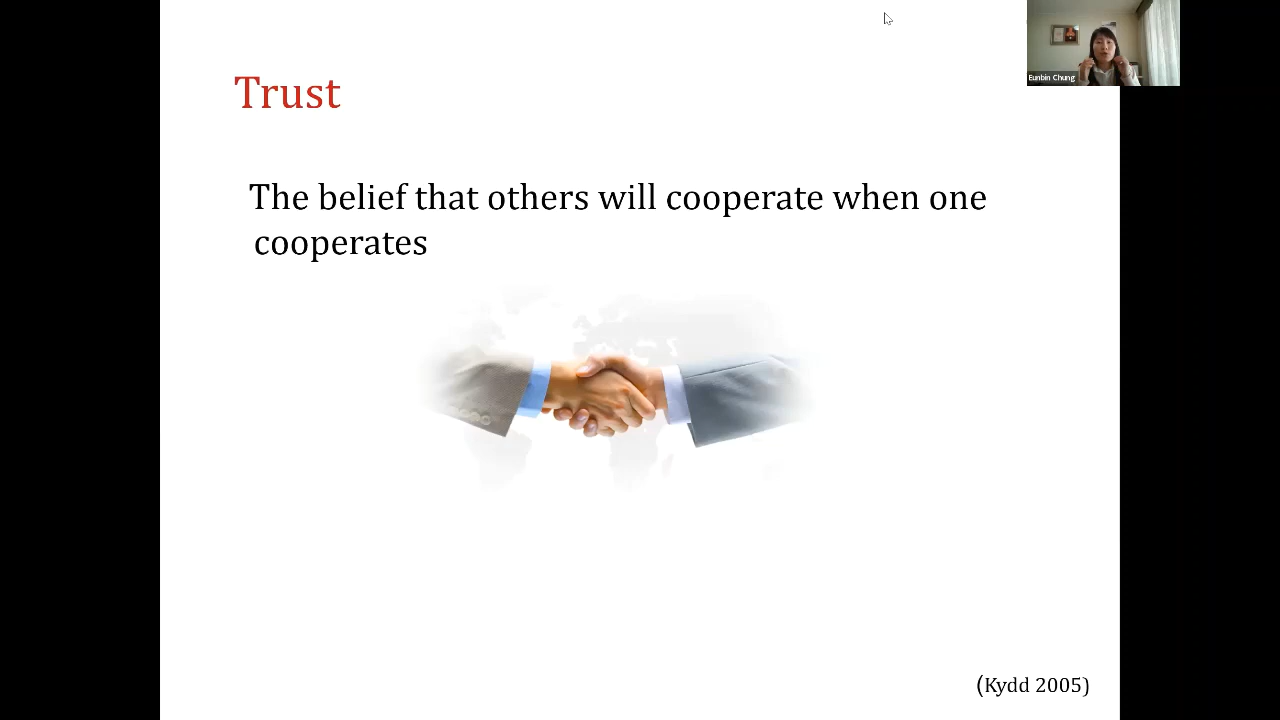 Eunbin Chung
Trust
The belief that others will cooperate when one
cooperates
(Kydd 2005)